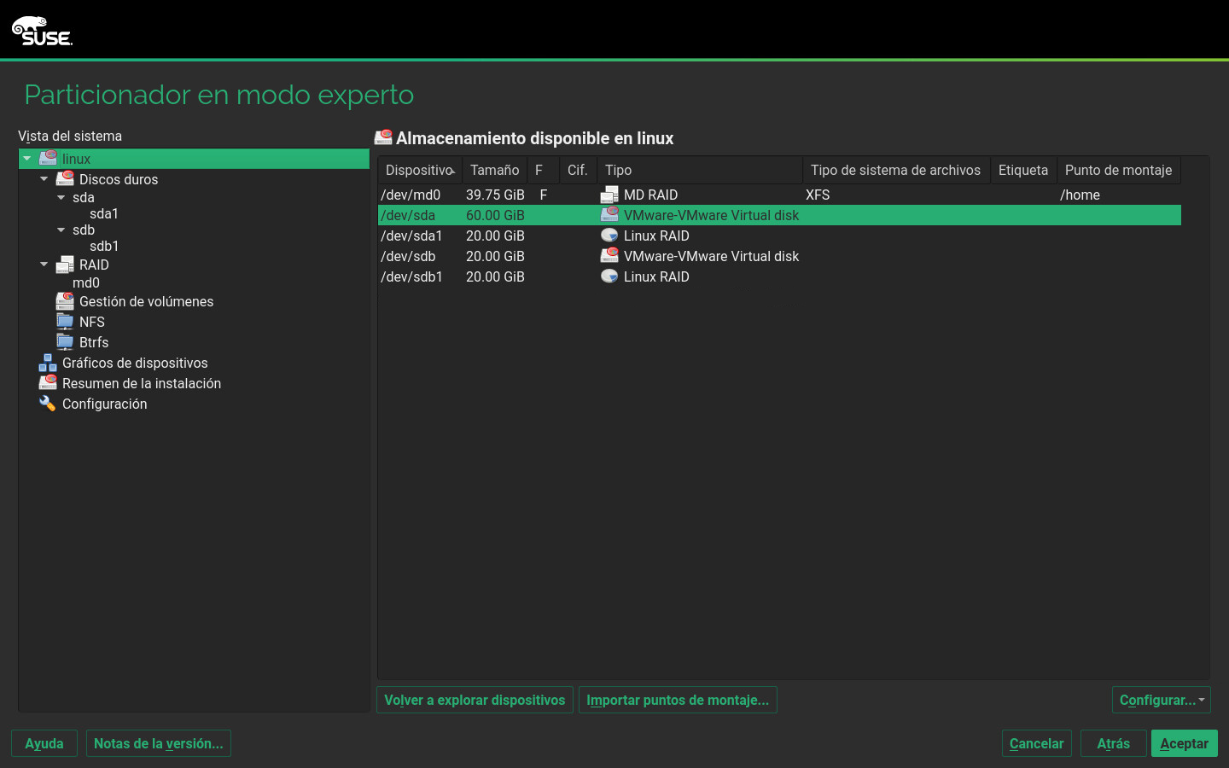 SUSE
Particionador en modo experto
Vista del sistema
linux
Discos duros
sda
sda1
sdb
sdb1
RAID
md0
Gestión de volúmenes
NFS
Btrfs
Gráficos de dispositivos
Resumen de la instalación
Configuración
Almacenamiento disponible en linux
Dispositivo Tamaño F Cif. Tipo Tipo de sistema de archivos Etiqueta Punto de montaje
/dev/md0 39.75 GiB F MD RAID XFS /home
/dev/sda 60.00 GiB VMware-VMware Virtual disk
/dev/sda1 20.00 GiB Linux RAID
/dev/sdb 20.00 GiB VMware-VMware Virtual disk
/dev/sdb1 20.00 GiB Linux RAID
Volver a explorar dispositivos Importar puntos de montaje... Configurar...
Ayuda Notas de la versión... Cancelar Atrás Aceptar